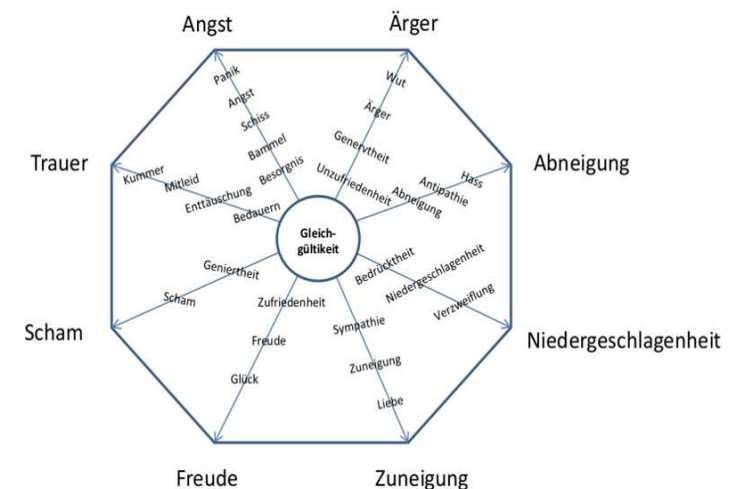 Angst
Ärger
Panik
Angst
Schiss
Bammel
Besorgnis
Wut
Ärger
Genervtheit
Unzufriedenheit
Trauer
Kummer
Mitleid
Enttäuschung
Bedauern
Abneigung
Hass
Antipathie
Abneigung
Gleich-
gültikeit
Geniertheit
Scham
Scham
Bedrücktheit
Niedergeschlagenheit
Verzweiflung
Niedergeschlagenheit
Zufriedenheit
Freude
Glück
Sympathie
Zuneigung
Liebe
Freude
Zuneigung